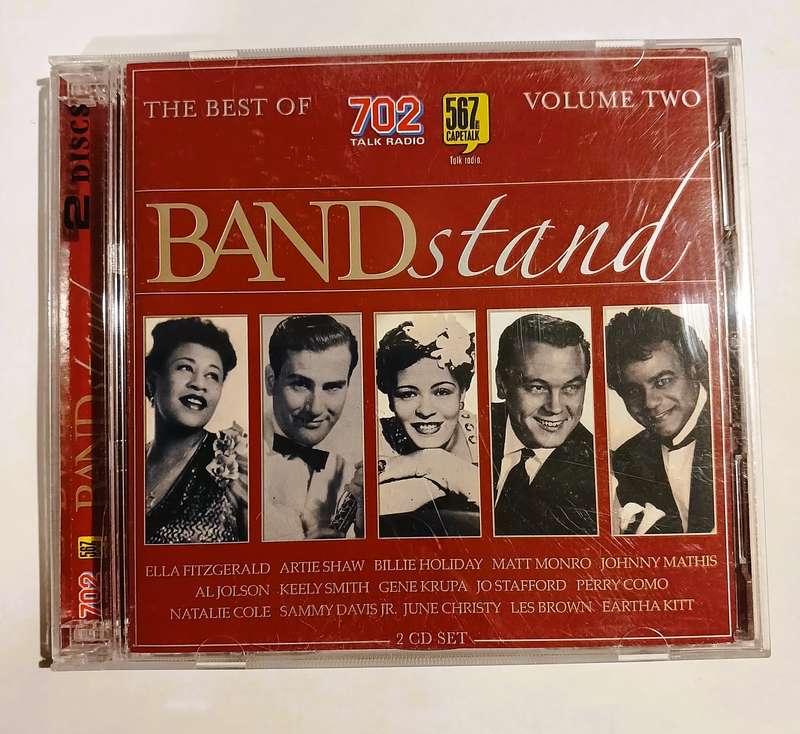 THE BEST OF
702
TALK RADIO
567
CAPETALK
Talk radio.
VOLUME TWO
BANDstand
ELLA FITZGERALD ARTIE SHAW BILLIE HOLIDAY MATT MONRO JOHNNY MATHIS
AL JOLSON KEELY SMITH GENE KRUPA JO STAFFORD PERRY COMO
NATALIE COLE SAMMY DAVIS JR. JUNE CHRISTY LES BROWN EARTHA KITT
2 CD SET
2 DISCS
702 567 BANDstand